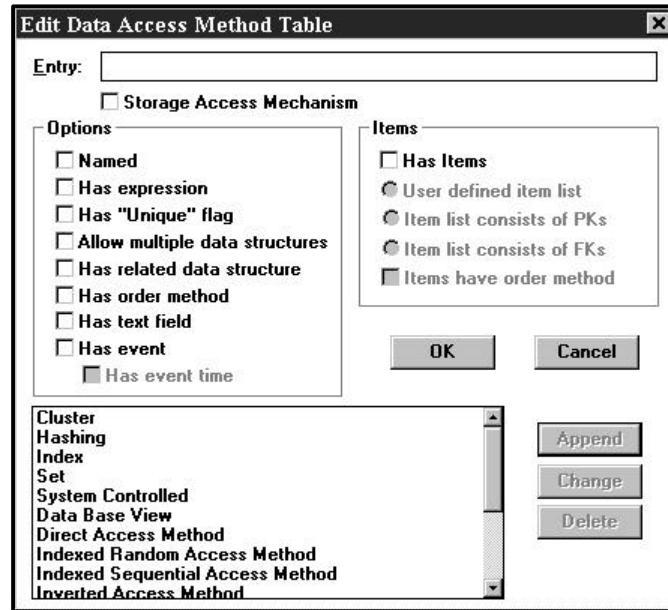 Edit Data Access Method Table
Entry:
Storage Access Mechanism
Options
Named
Has expression
Has "Unique" flag
Allow multiple data structures
Has related data structure
Has order method
Has text field
Has event
Has event time
Items
Has Items
User defined item list
Item list consists of PKs
Item list consists of FKs
Items have order method
OK
Cancel
Cluster
Hashing
Index
Set
System Controlled
Data Base View
Direct Access Method
Indexed Random Access Method
Indexed Sequential Access Method
Inverted Access Method
Append
Change
Delete